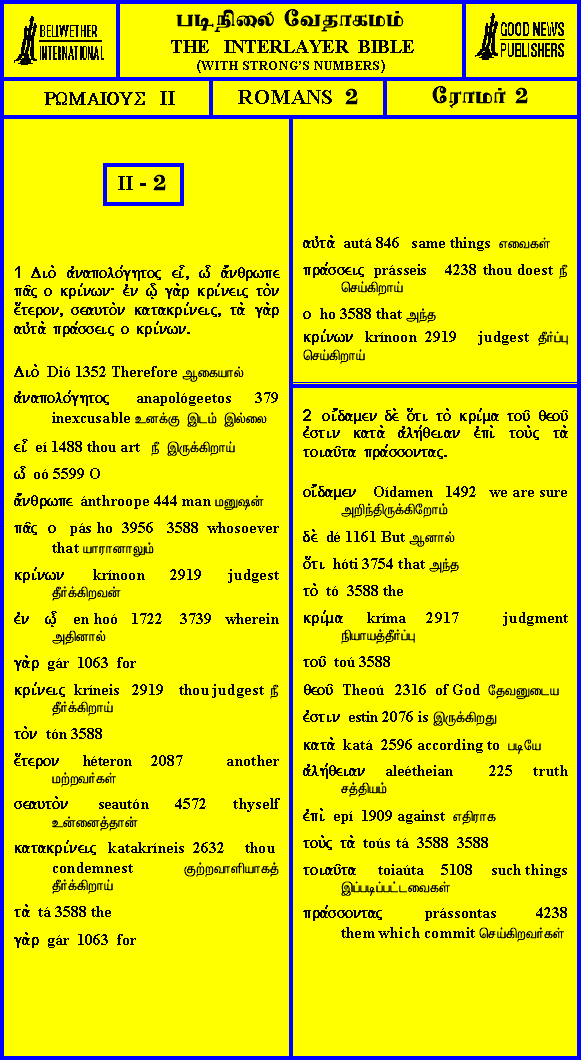 BELLWETHER
INTERNATIONAL
படிநிலை வேதாகமம்
THE INTERLAYER BIBLE
(WITH STRONG'S NUMBERS)
GOOD NEWS
PUBLISHERS
ΡΩΜΑΙΟΥΣ II
ROMANS 2
ரோமர் 2
II - 2
1 Διὸ ἀναπολόγητος εἶ, ὦ ἄνθρωπε
πᾶς ο κρίνων· ἐν ᾧ γὰρ κρίνεις τὸν
ἕτερον, σεαυτὸν κατακρίνεις, τὰ γὰρ
αὐτὰ πράσσεις ο κρίνων.
Διὸ Dió 1352 Therefore ஆகையால்
ἀναπολόγητος anapológeetos 379
inexcusable உனக்கு இடம் இல்லை
εἶ eí 1488 thou art நீ இருக்கிறாய்
ὦ oó 5599 O
ἄνθρωπε ánthroope 444 man மனுஷன்
πᾶς ο pás ho 3956 3588 whosoever
that யாரானாலும்
κρίνων krínoon 2919 judgest
தீர்க்கிறவன்
ἐν ᾧ en hoó 1722 3739 wherein
அதினால்
γὰρ gár 1063 for
κρίνεις kríneis 2919 thou judgest நீ
தீர்க்கிறாய்
τὸν tón 3588
ἕτερον héteron 2087 another
மற்றவர்கள்
σεαυτὸν seautón 4572 thyself
உன்னைத்தான்
κατακρίνεις katakríneis 2632 thou
condemnest குற்றவாளியாகத்
தீர்க்கிறாய்
τὰ tá 3588 the
γὰρ gár 1063 for
αὐτὰ autá 846 same things எவைகள்
πράσσεις prásseis 4238 thou doest நீ
செய்கிறாய்
ο ho 3588 that அந்த
κρίνων krínoon 2919 judgest தீர்ப்பு
செய்கிறாய்
2 οἴδαμεν δὲ ὅτι τὸ κρίμα τοῦ θεοῦ
ἐστιν κατὰ ἀλήθειαν ἐπὶ τοὺς τὰ
τοιαῦτα πράσσοντας.
οἴδαμεν Oídamen 1492 we are sure
அறிந்திருக்கிறோம்
δὲ dé 1161 But ஆனால்
ὅτι hóti 3754 that அந்த
τὸ tó 3588 the
κρίμα kríma 2917 judgment
நியாயத்தீர்ப்பு
τοῦ toú 3588
θεοῦ Theoú 2316 of God தேவனுடைய
ἐστιν estin 2076 is இருக்கிறது
κατὰ katá 2596 according to படியே
ἀλήθειαν aleétheian 225 truth
சத்தியம்
ἐπὶ epí 1909 against எதிராக
τοὺς τὰ toús tá 3588 3588
τοιαῦτα toiaúta 5108 such things
இப்படிப்பட்டவைகள்
πράσσοντας prássontas 4238
them which commit செய்கிறவர்கள்